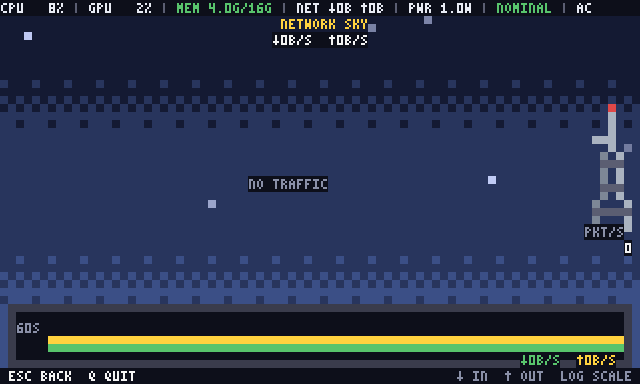 CPU 8% | GPU 2% | MEM 4.0G/16G | NET ↓0B ↑0B | PWR 1.0W | NOMINAL | AC
NETWORK SKY
↓0B/S ↑0B/S
NO TRAFFIC
PKT/S
0
60S
↓0B/S ↑0B/S
ESC BACK Q QUIT ↓ IN ↑ OUT LOG SCALE